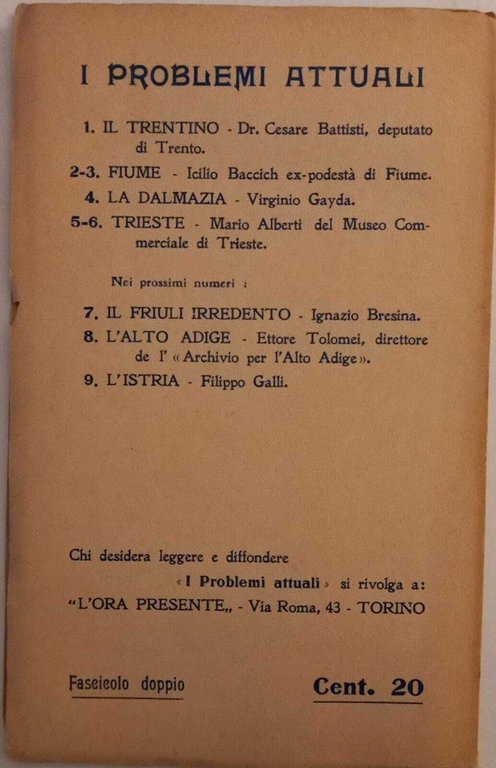 I PROBLEMI ATTUALI
1. IL TRENTINO - Dr. Cesare Battisti, deputato
di Trento.
2-3. FIUME - Icilio Baccich ex-podestà di Fiume.
4. LA DALMAZIA - Virginio Gayda.
5-6. TRIESTE - Mario Alberti del Museo Com-
merciale di Trieste.
Nei prossimi numeri :
7. IL FRIULI IRREDENTO - Ignazio Bresina.
8. L'ALTO ADIGE - Ettore Tolomei, direttore
de l' « Archivio per l'Alto Adige».
9. L'ISTRIA - Filippo Galli.
Chi desidera leggere e diffondere
« I Problemi attuali » si rivolga a:
"L'ORA PRESENTE„ - Via Roma, 43 - TORINO
Fascicolo doppio
Cent. 20